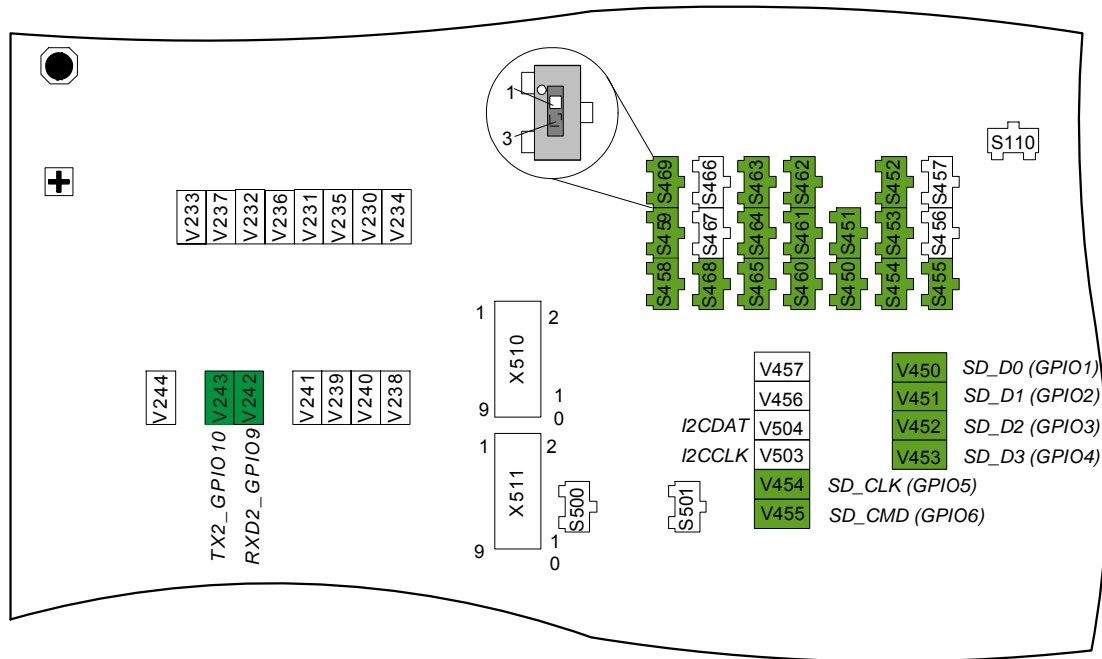 1
3
S110
S469
S466
S463
S462
S452
S457
S459
S467
S464
S461
S451
S453
S456
S458
S468
S465
S460
S450
S454
S455
V233
V237
V232
V236
V231
V235
V230
V234
1
2
X510
9
10
V244
V243
V242
V241
V239
V240
V238
TX2_GPIO10
RXD2_GPIO9
1
2
X511
9
10
S500
S501
V457
V456
I2CDAT V504
I2CCLK V503
V454 SD_CLK (GPIO5)
V455 SD_CMD (GPIO6)
V450 SD_D0 (GPIO1)
V451 SD_D1 (GPIO2)
V452 SD_D2 (GPIO3)
V453 SD_D3 (GPIO4)